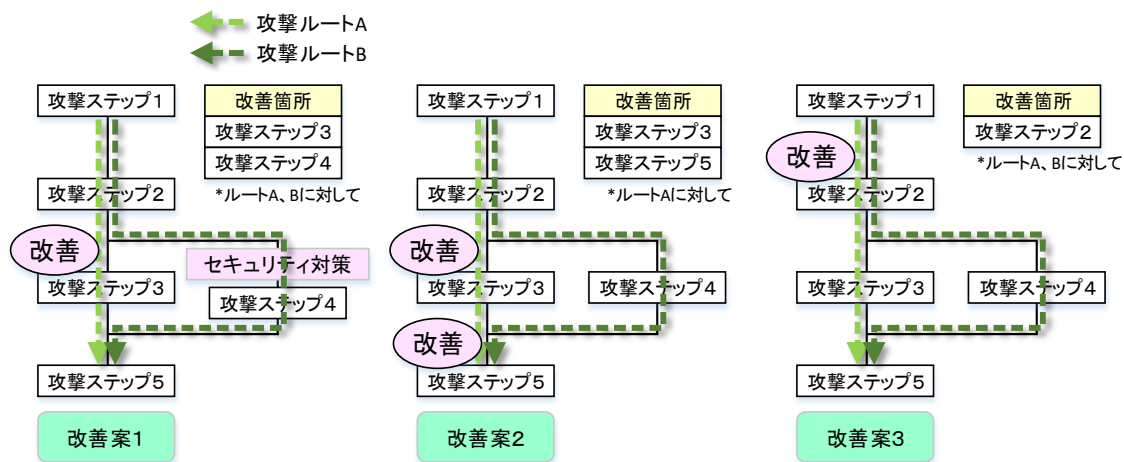 攻撃ルートA
攻撃ルートB
攻撃ステップ1
改善箇所
攻撃ステップ3
攻撃ステップ4
*ルートA、Bに対して
攻撃ステップ2
改善
セキュリティ対策
攻撃ステップ3
攻撃ステップ4
攻撃ステップ5
改善案1
攻撃ステップ1
改善箇所
攻撃ステップ3
攻撃ステップ5
*ルートAに対して
攻撃ステップ2
改善
攻撃ステップ3
攻撃ステップ4
改善
攻撃ステップ5
改善案2
攻撃ステップ1
改善箇所
攻撃ステップ2
*ルートA、Bに対して
改善
攻撃ステップ2
攻撃ステップ3
攻撃ステップ4
攻撃ステップ5
改善案3